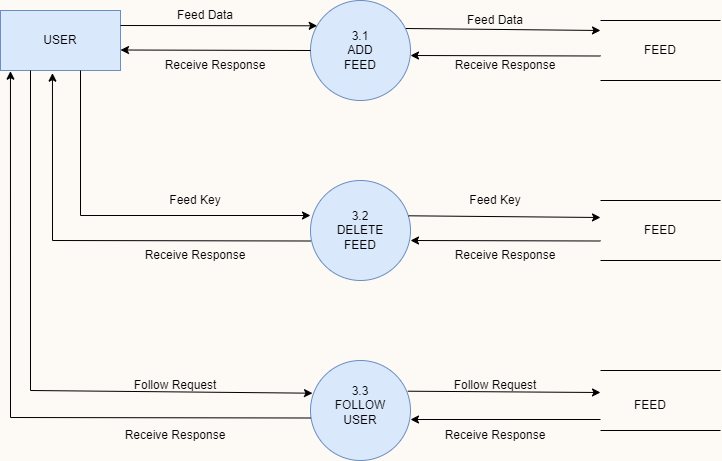 Feed Data
Feed Data
USER
3.1
ADD
FEED
FEED
Receive Response
Receive Response
Feed Key
Feed Key
3.2
DELETE
FEED
FEED
Receive Response
Receive Response
Follow Request
Follow Request
3.3
FOLLOW
USER
FEED
Receive Response
Receive Response